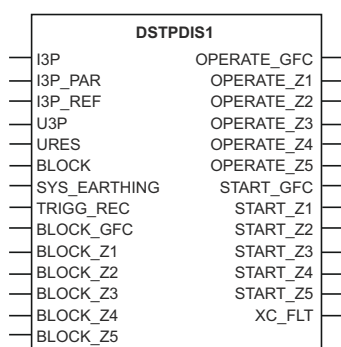 DSTPDIS1
I3P OPERATE_GFC
I3P_PAR OPERATE_Z1
I3P_REF OPERATE_Z2
U3P OPERATE_Z3
URES OPERATE_Z4
BLOCK OPERATE_Z5
SYS_EARTHING START_GFC
TRIGG_REC START_Z1
BLOCK_GFC START_Z2
BLOCK_Z1 START_Z3
BLOCK_Z2 START_Z4
BLOCK_Z3 START_Z5
BLOCK_Z4 XC_FLT
BLOCK_Z5